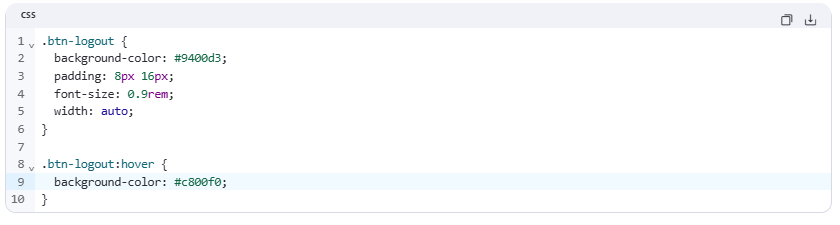 css
1 .btn-logout {
2   background-color: #9400d3;
3   padding: 8px 16px;
4   font-size: 0.9rem;
5   width: auto;
6 }
7
8 .btn-logout:hover {
9   background-color: #c800f0;
10 }